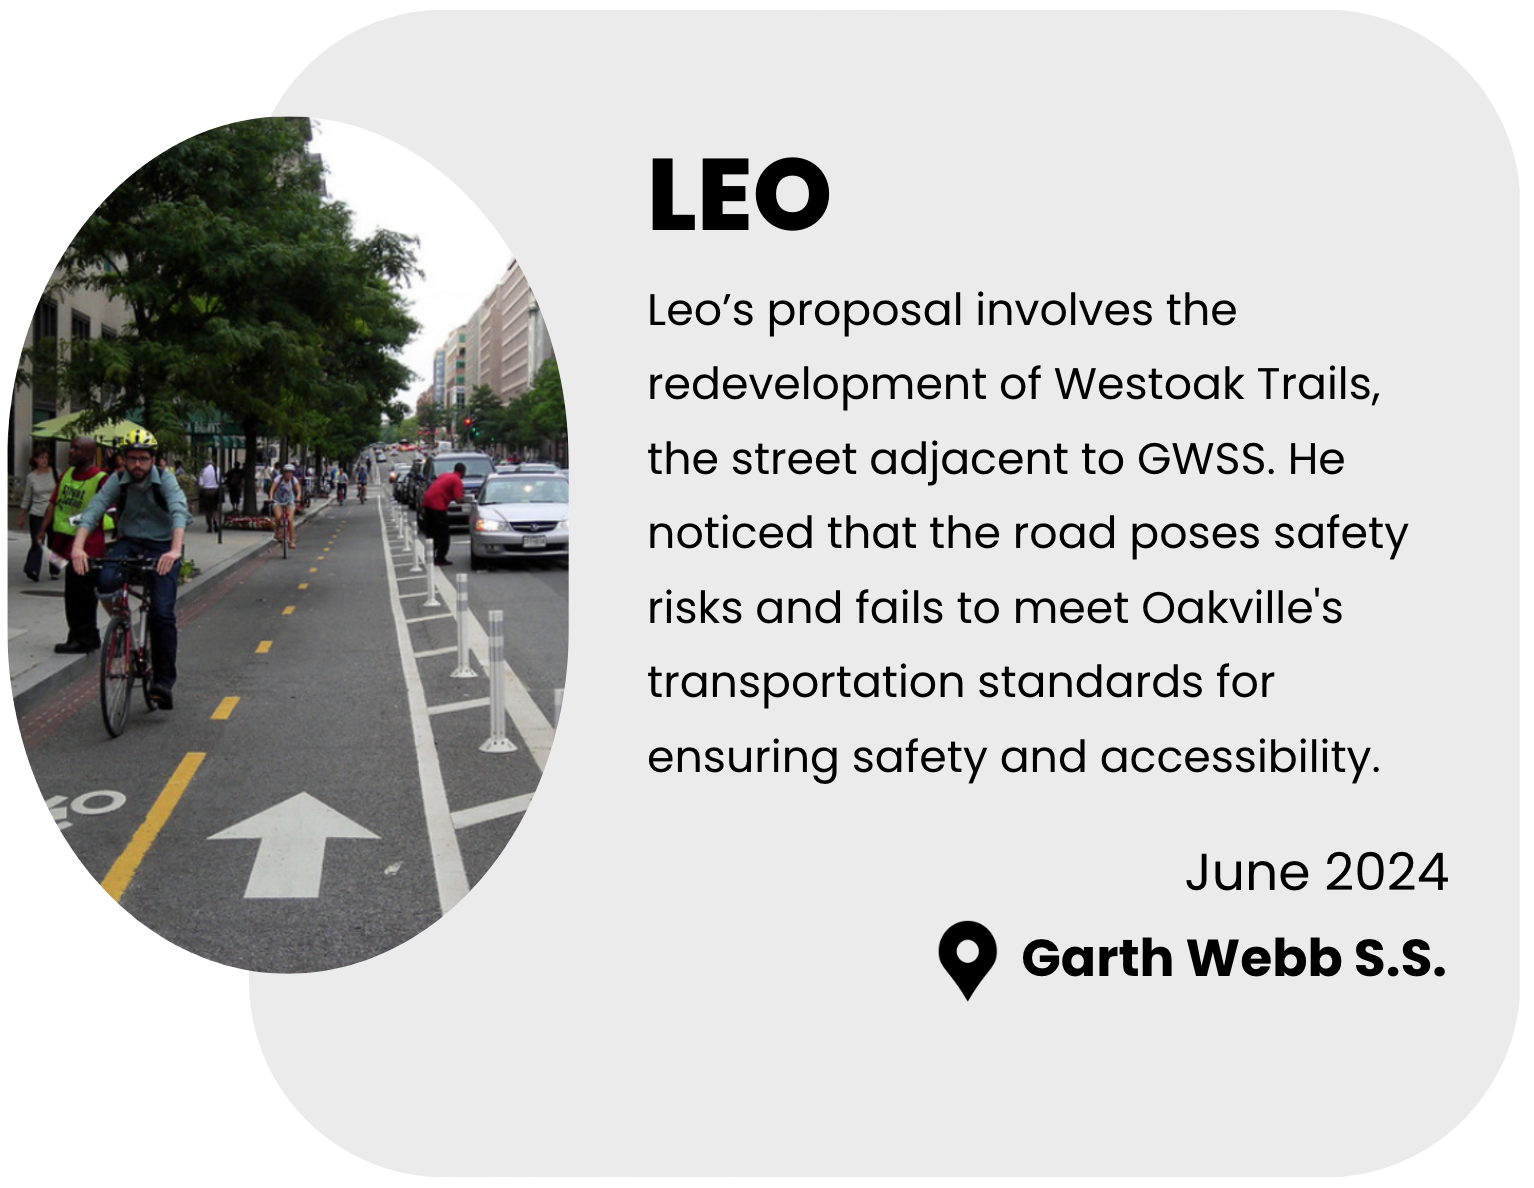 LEO
Leo’s proposal involves the
redevelopment of Westoak Trails,
the street adjacent to GWSS. He
noticed that the road poses safety
risks and fails to meet Oakville's
transportation standards for
ensuring safety and accessibility.
June 2024
Garth Webb S.S.